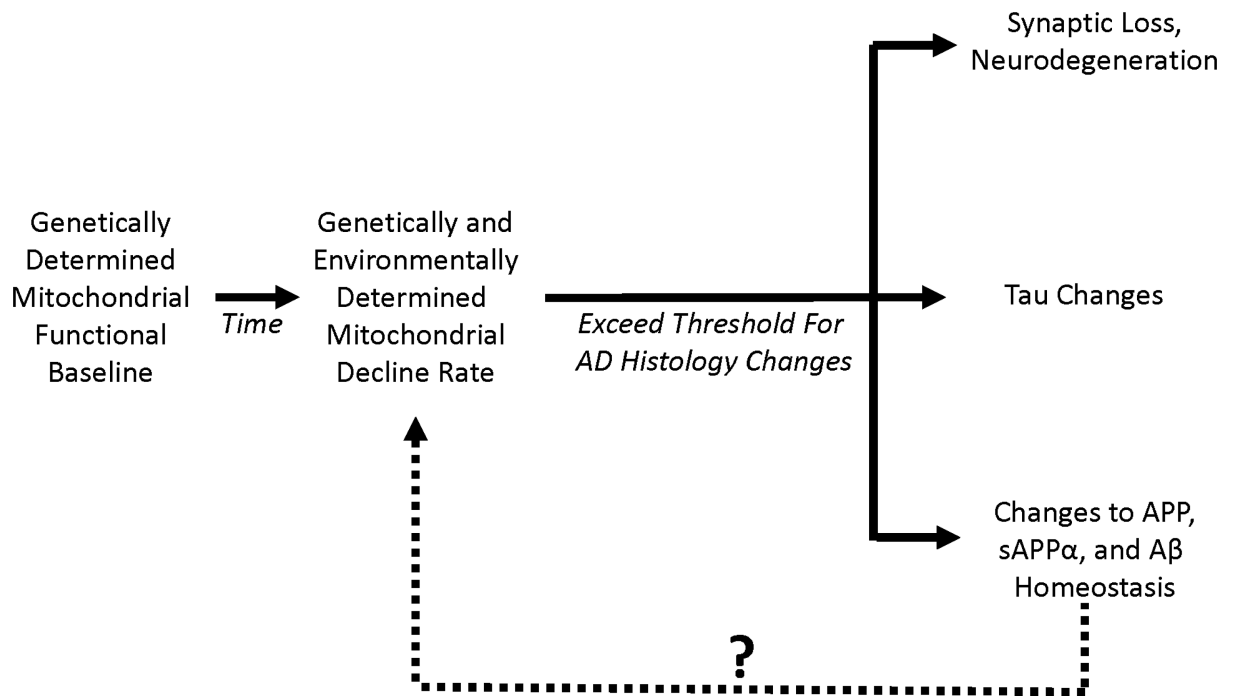 Genetically
Determined
Mitochondrial
Functional
Baseline
Time
Genetically and
Environmentally
Determined
Mitochondrial
Decline Rate
Exceed Threshold For
AD Histology Changes
Synaptic Loss,
Neurodegeneration
Tau Changes
Changes to APP,
sAPPα, and Aβ
Homeostasis
?